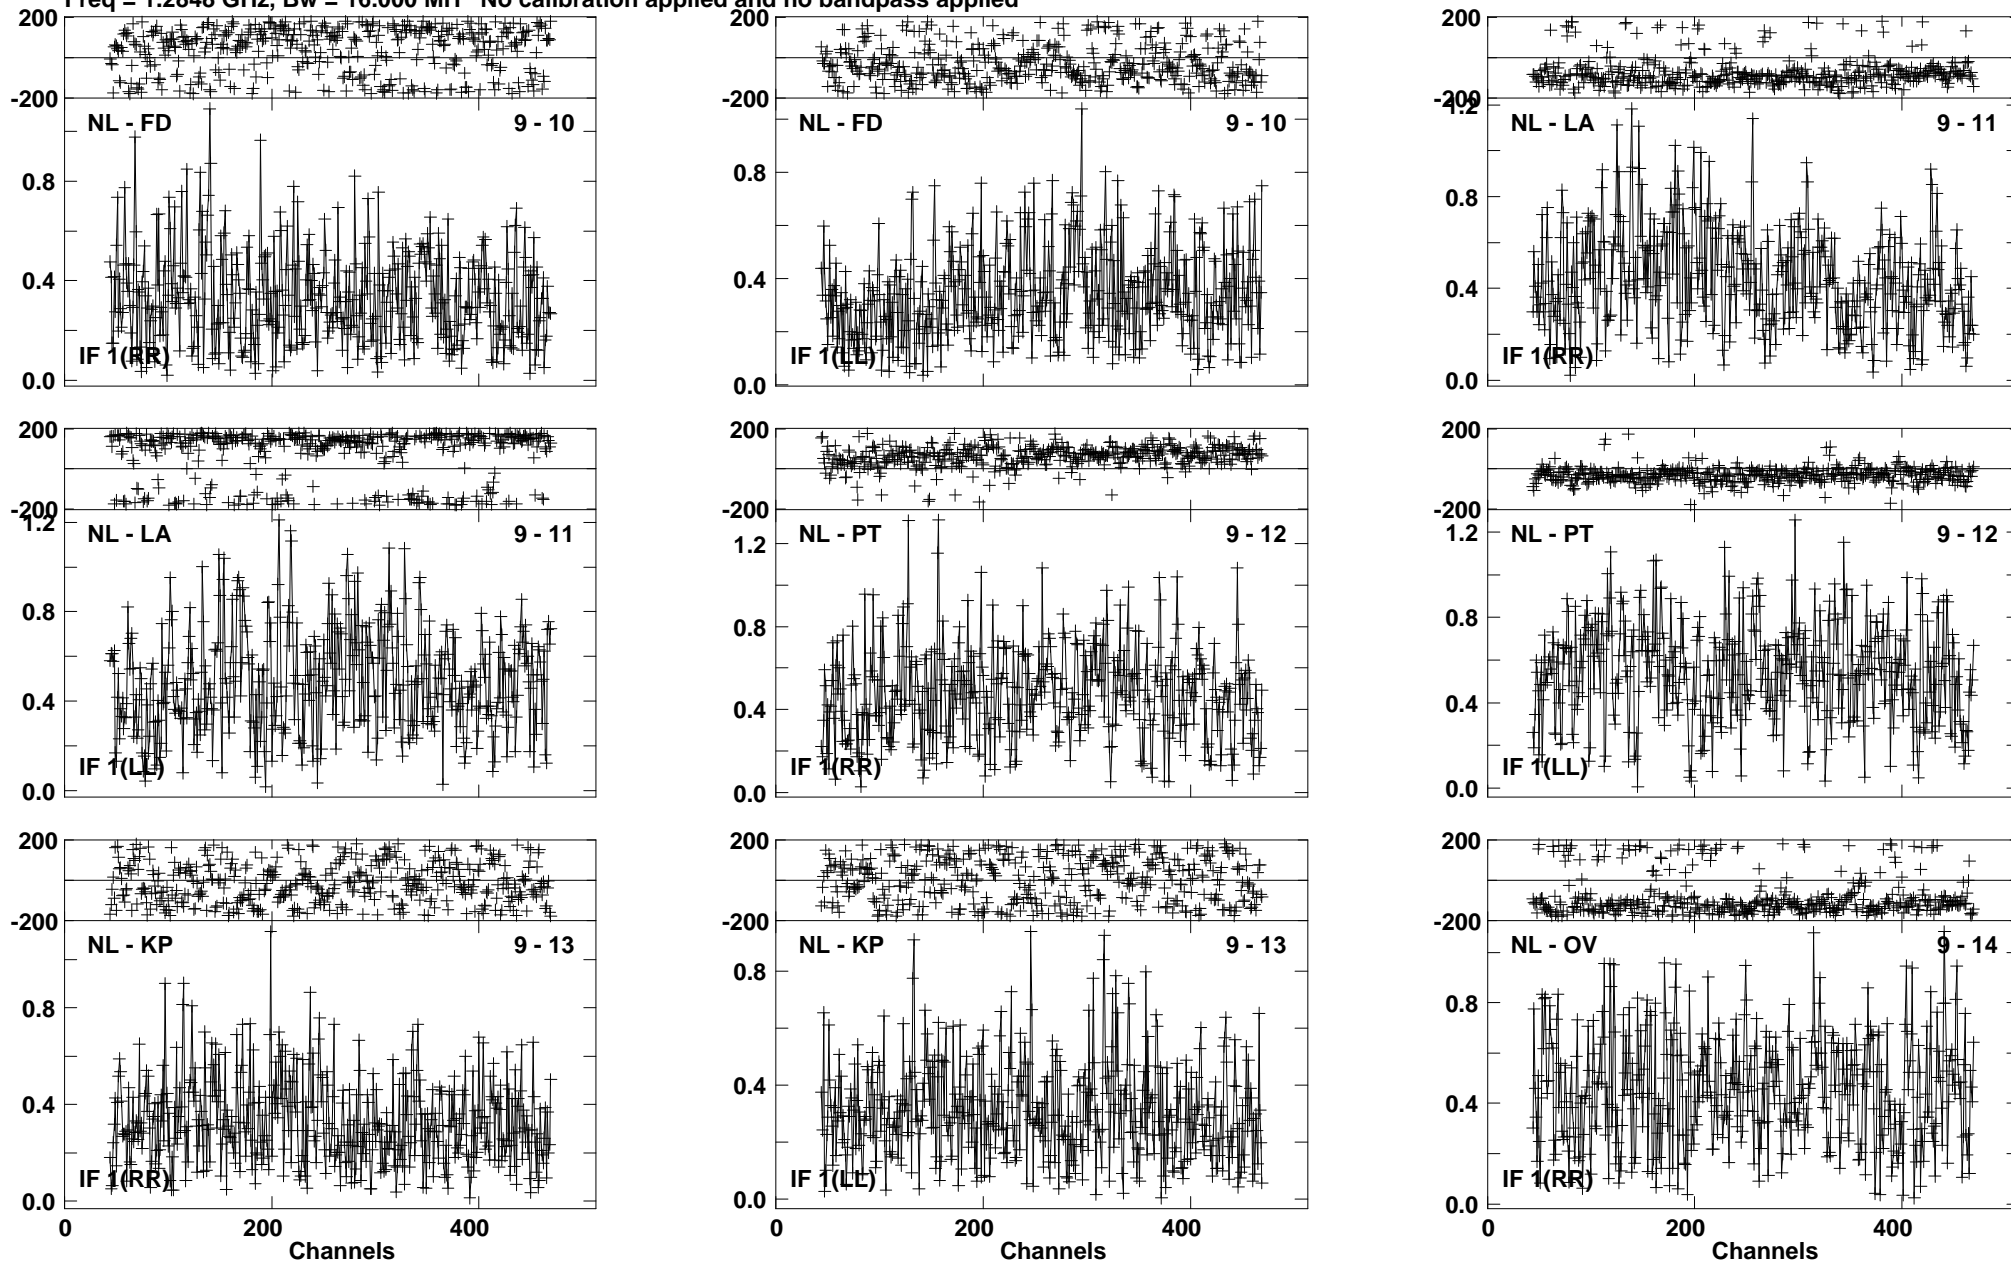 Freq = 1.2848 GHz, Bw = 16.000 MH No calibration applied and no bandpass applied
200 200 200
-200 -200 -200
NL - FD 9 - 10 NL - FD 9 - 10 1.2 NL - LA 9 - 11
0.8 0.8 0.8
0.4 0.4 0.4
IF 1(RR) IF 1(LL) IF 1(RR)
0.0 0.0 0.0
200 200 200
-200 -200 -200
1.2 NL - LA 9 - 11 NL - PT 9 - 12 NL - PT 9 - 12
1.2 1.2
0.8 0.8 0.8
0.4 0.4 0.4
IF 1(LL) IF 1(RR) IF 1(LL)
0.0 0.0 0.0
200 200 200
-200 -200 -200
NL - KP 9 - 13 NL - KP 9 - 13 NL - OV 9 - 14
0.8 0.8 0.8
0.4 0.4 0.4
IF 1(RR) IF 1(LL) IF 1(RR)
0.0 0.0 0.0
0 200 400 200 400 0 200 400
Channels Channels